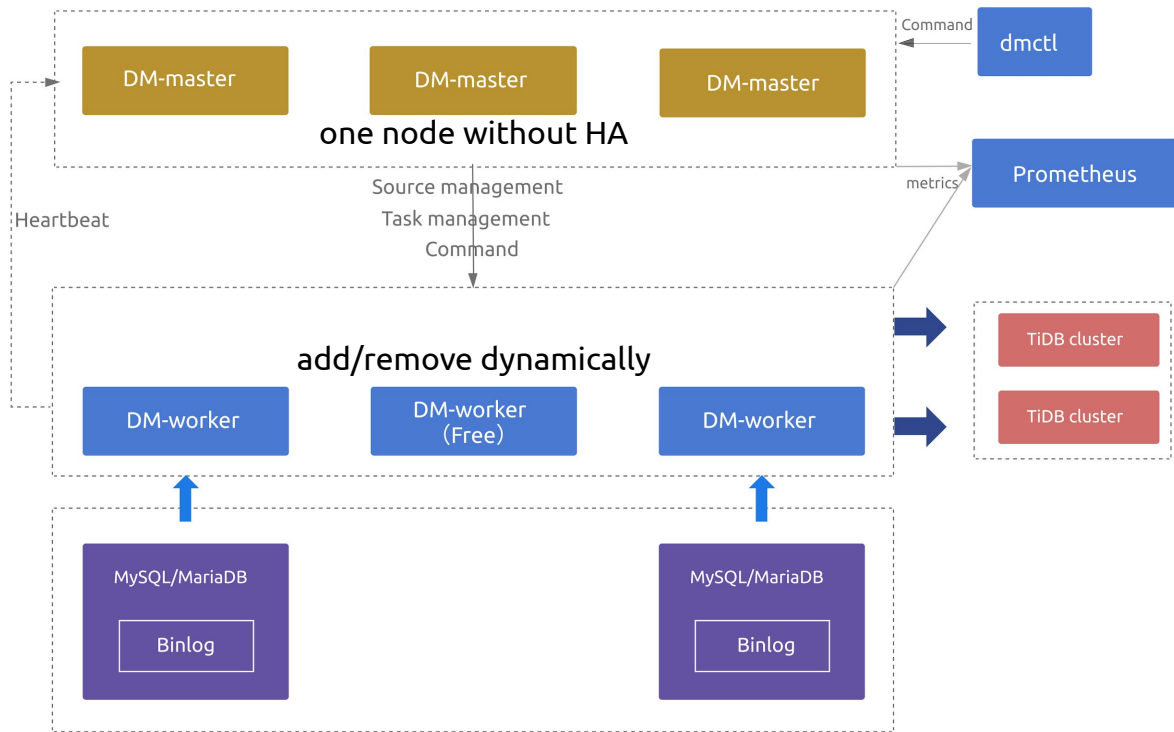 Command
dmctl
DM-master
DM-master
DM-master
one node without HA
Prometheus
metrics
Source management
Task management
Command
Heartbeat
add/remove dynamically
TiDB cluster
TiDB cluster
DM-worker
DM-worker
（Free）
DM-worker
MySQL/MariaDB
Binlog
MySQL/MariaDB
Binlog